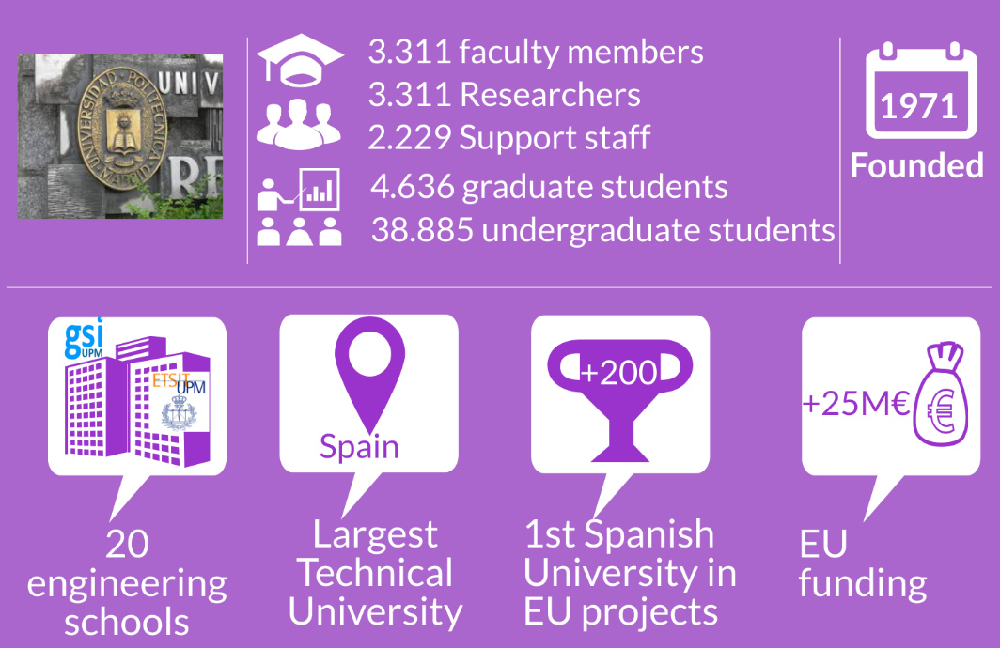 UNIVERSIDAD POLITECNICA
MADRID
UNIV
RE
3.311 faculty members
3.311 Researchers
2.229 Support staff
4.636 graduate students
38.885 undergraduate students
1971
Founded
gsi
UPM
ETSIT
UPM
20
engineering
schools
Spain
Largest
Technical
University
+200
1st Spanish
University in
EU projects
+25M€
€
EU
funding